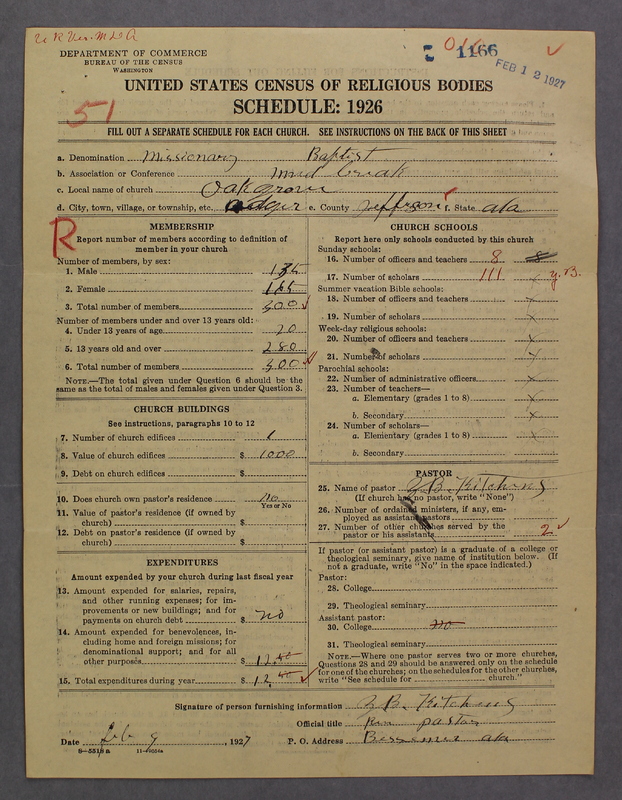 DEPARTMENT OF COMMERCE
BUREAU OF THE CENSUS
WASHINGTON
1166
FEB 12 1927
UNITED STATES CENSUS OF RELIGIOUS BODIES
SCHEDULE: 1926
51
FILL OUT A SEPARATE SCHEDULE FOR EACH CHURCH. SEE INSTRUCTIONS ON THE BACK OF THIS SHEET
a. Denomination Missionary Baptist
b. Association or Conference Mud Creak
c. Local name of church Oakgrove
d. City, town, village, or township, etc. Adger e. County Jefferson f. State ala
R
MEMBERSHIP
Report number of members according to definition of
member in your church
Number of members, by sex:
1. Male 135
2. Female 165
3. Total number of members 300
Number of members under and over 13 years old:
4. Under 13 years of age 20
5. 13 years old and over 280
6. Total number of members 300
NOTE.—The total given under Question 6 should be the
same as the total of males and females given under Question 3.
CHURCH BUILDINGS
See instructions, paragraphs 10 to 12
7. Number of church edifices 1
8. Value of church edifices $ 1000
9. Debt on church edifices $
10. Does church own pastor's residence no
Yes or No
11. Value of pastor's residence (if owned by
church) $
12. Debt on pastor's residence (if owned by
church) $
EXPENDITURES
Amount expended by your church during last fiscal year
13. Amount expended for salaries, repairs,
and other running expenses; for im-
provements or new buildings; and for
payments on church debt $ no
14. Amount expended for benevolences, in-
cluding home and foreign missions; for
denominational support; and for all
other purposes $
15. Total expenditures during year $
CHURCH SCHOOLS
Report here only schools conducted by this church
Sunday schools:
16. Number of officers and teachers 8 8
17. Number of scholars 111 y. B.
Summer vacation Bible schools:
18. Number of officers and teachers x
19. Number of scholars x
Week-day religious schools:
20. Number of officers and teachers x
21. Number of scholars x
Parochial schools:
22. Number of administrative officers x
23. Number of teachers—
a. Elementary (grades 1 to 8) x
b. Secondary x
24. Number of scholars—
a. Elementary (grades 1 to 8) x
b. Secondary
PASTOR
25. Name of pastor B. Kitchens
(If church has no pastor, write "None")
26. Number of ordained ministers, if any, em-
ployed as assistant pastors
27. Number of other churches served by the
pastor or his assistants 2
If pastor (or assistant pastor) is a graduate of a college or
theological seminary, give name of institution below. (If
not a graduate, write "No" in the space indicated.)
Pastor:
28. College
29. Theological seminary
Assistant pastor:
30. College no
31. Theological seminary
NOTE.—Where one pastor serves two or more churches,
Questions 28 and 29 should be answered only on the schedule
for one of the churches; on the schedules for the other churches,
write "See schedule for church."
Signature of person furnishing information B. Kitchens
Official title pastor
Date feb 9, 1927 P. O. Address Bessemer ala